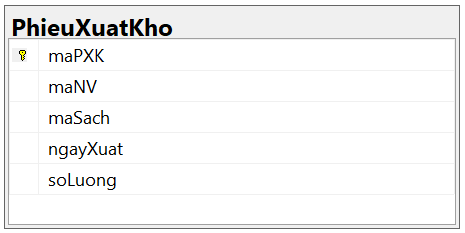 PhieuXuatKho
maPXK
maNV
maSach
ngayXuat
soLuong